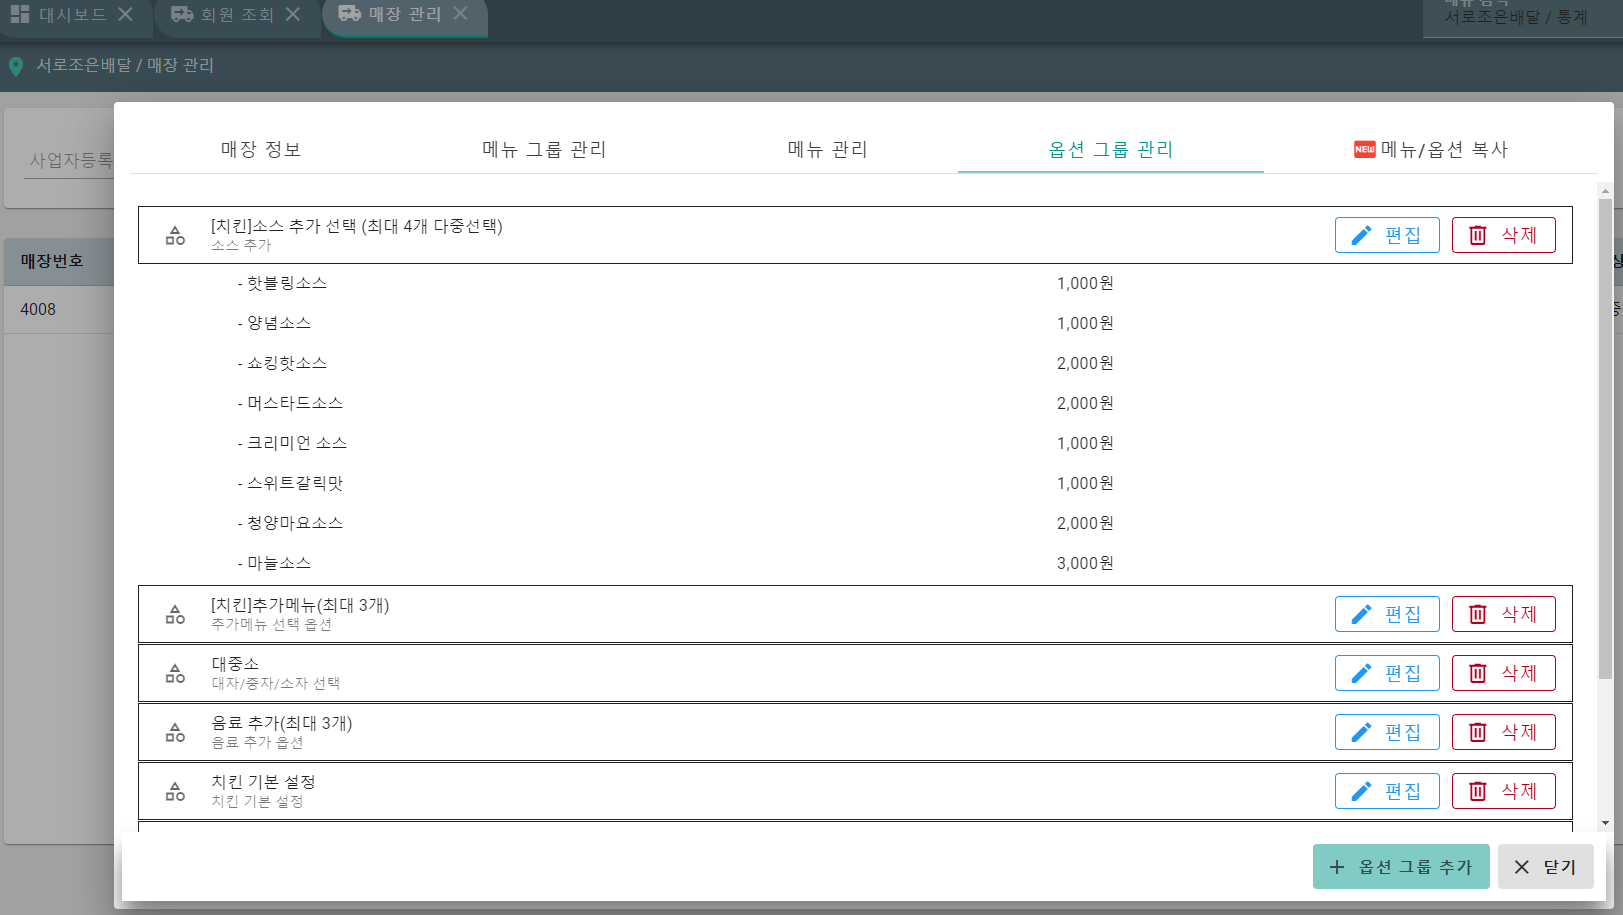 대시보드
회원 조회
매장 관리
서로조은배달 / 통계
서로조은배달 / 매장 관리
사업자등록
매장번호
4008
매장 정보
메뉴 그룹 관리
메뉴 관리
옵션 그룹 관리
NEW 메뉴/옵션 복사
[치킨]소스 추가 선택 (최대 4개 다중선택)
소스 추가
편집
삭제
- 핫블링소스 1,000원
- 양념소스 1,000원
- 쇼킹핫소스 2,000원
- 머스타드소스 2,000원
- 크리미언 소스 1,000원
- 스위트갈릭맛 1,000원
- 청양마요소스 2,000원
- 마늘소스 3,000원
[치킨]추가메뉴(최대 3개)
추가메뉴 선택 옵션
편집
삭제
대중소
대자/중자/소자 선택
편집
삭제
음료 추가(최대 3개)
음료 추가 옵션
편집
삭제
치킨 기본 설정
치킨 기본 설정
편집
삭제
+ 옵션 그룹 추가
닫기